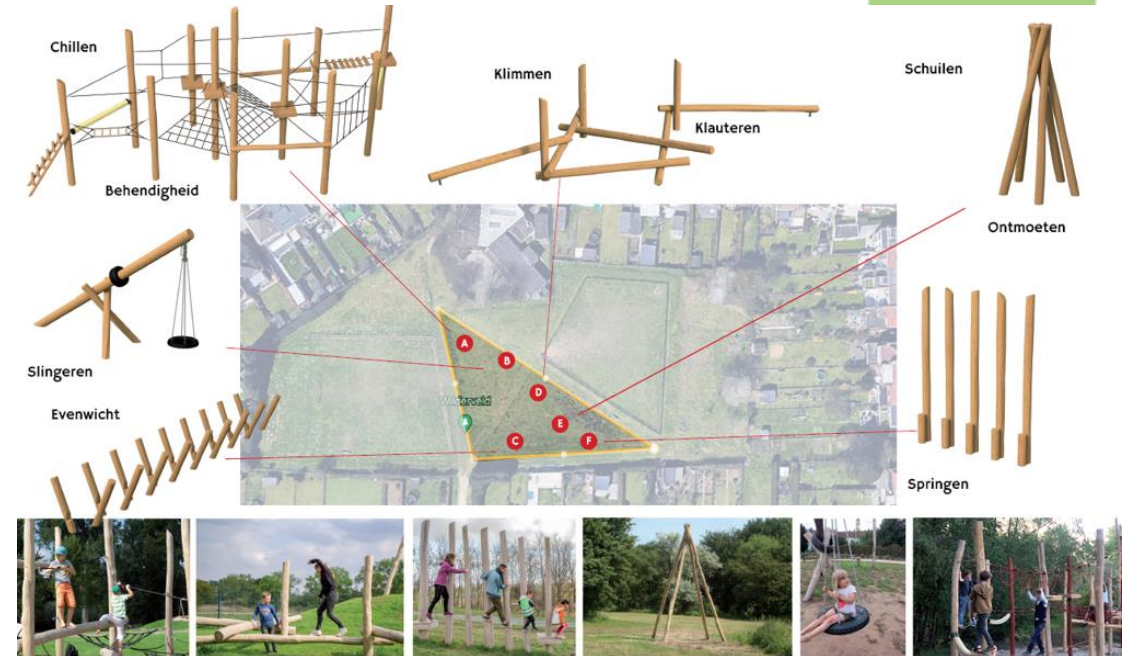 Chillen
Klimmen
Schuilen
Klauteren
Behendigheid
Ontmoeten
Slingeren
Evenwicht
A
B
D
Wilderveld
E
C
F
Springen